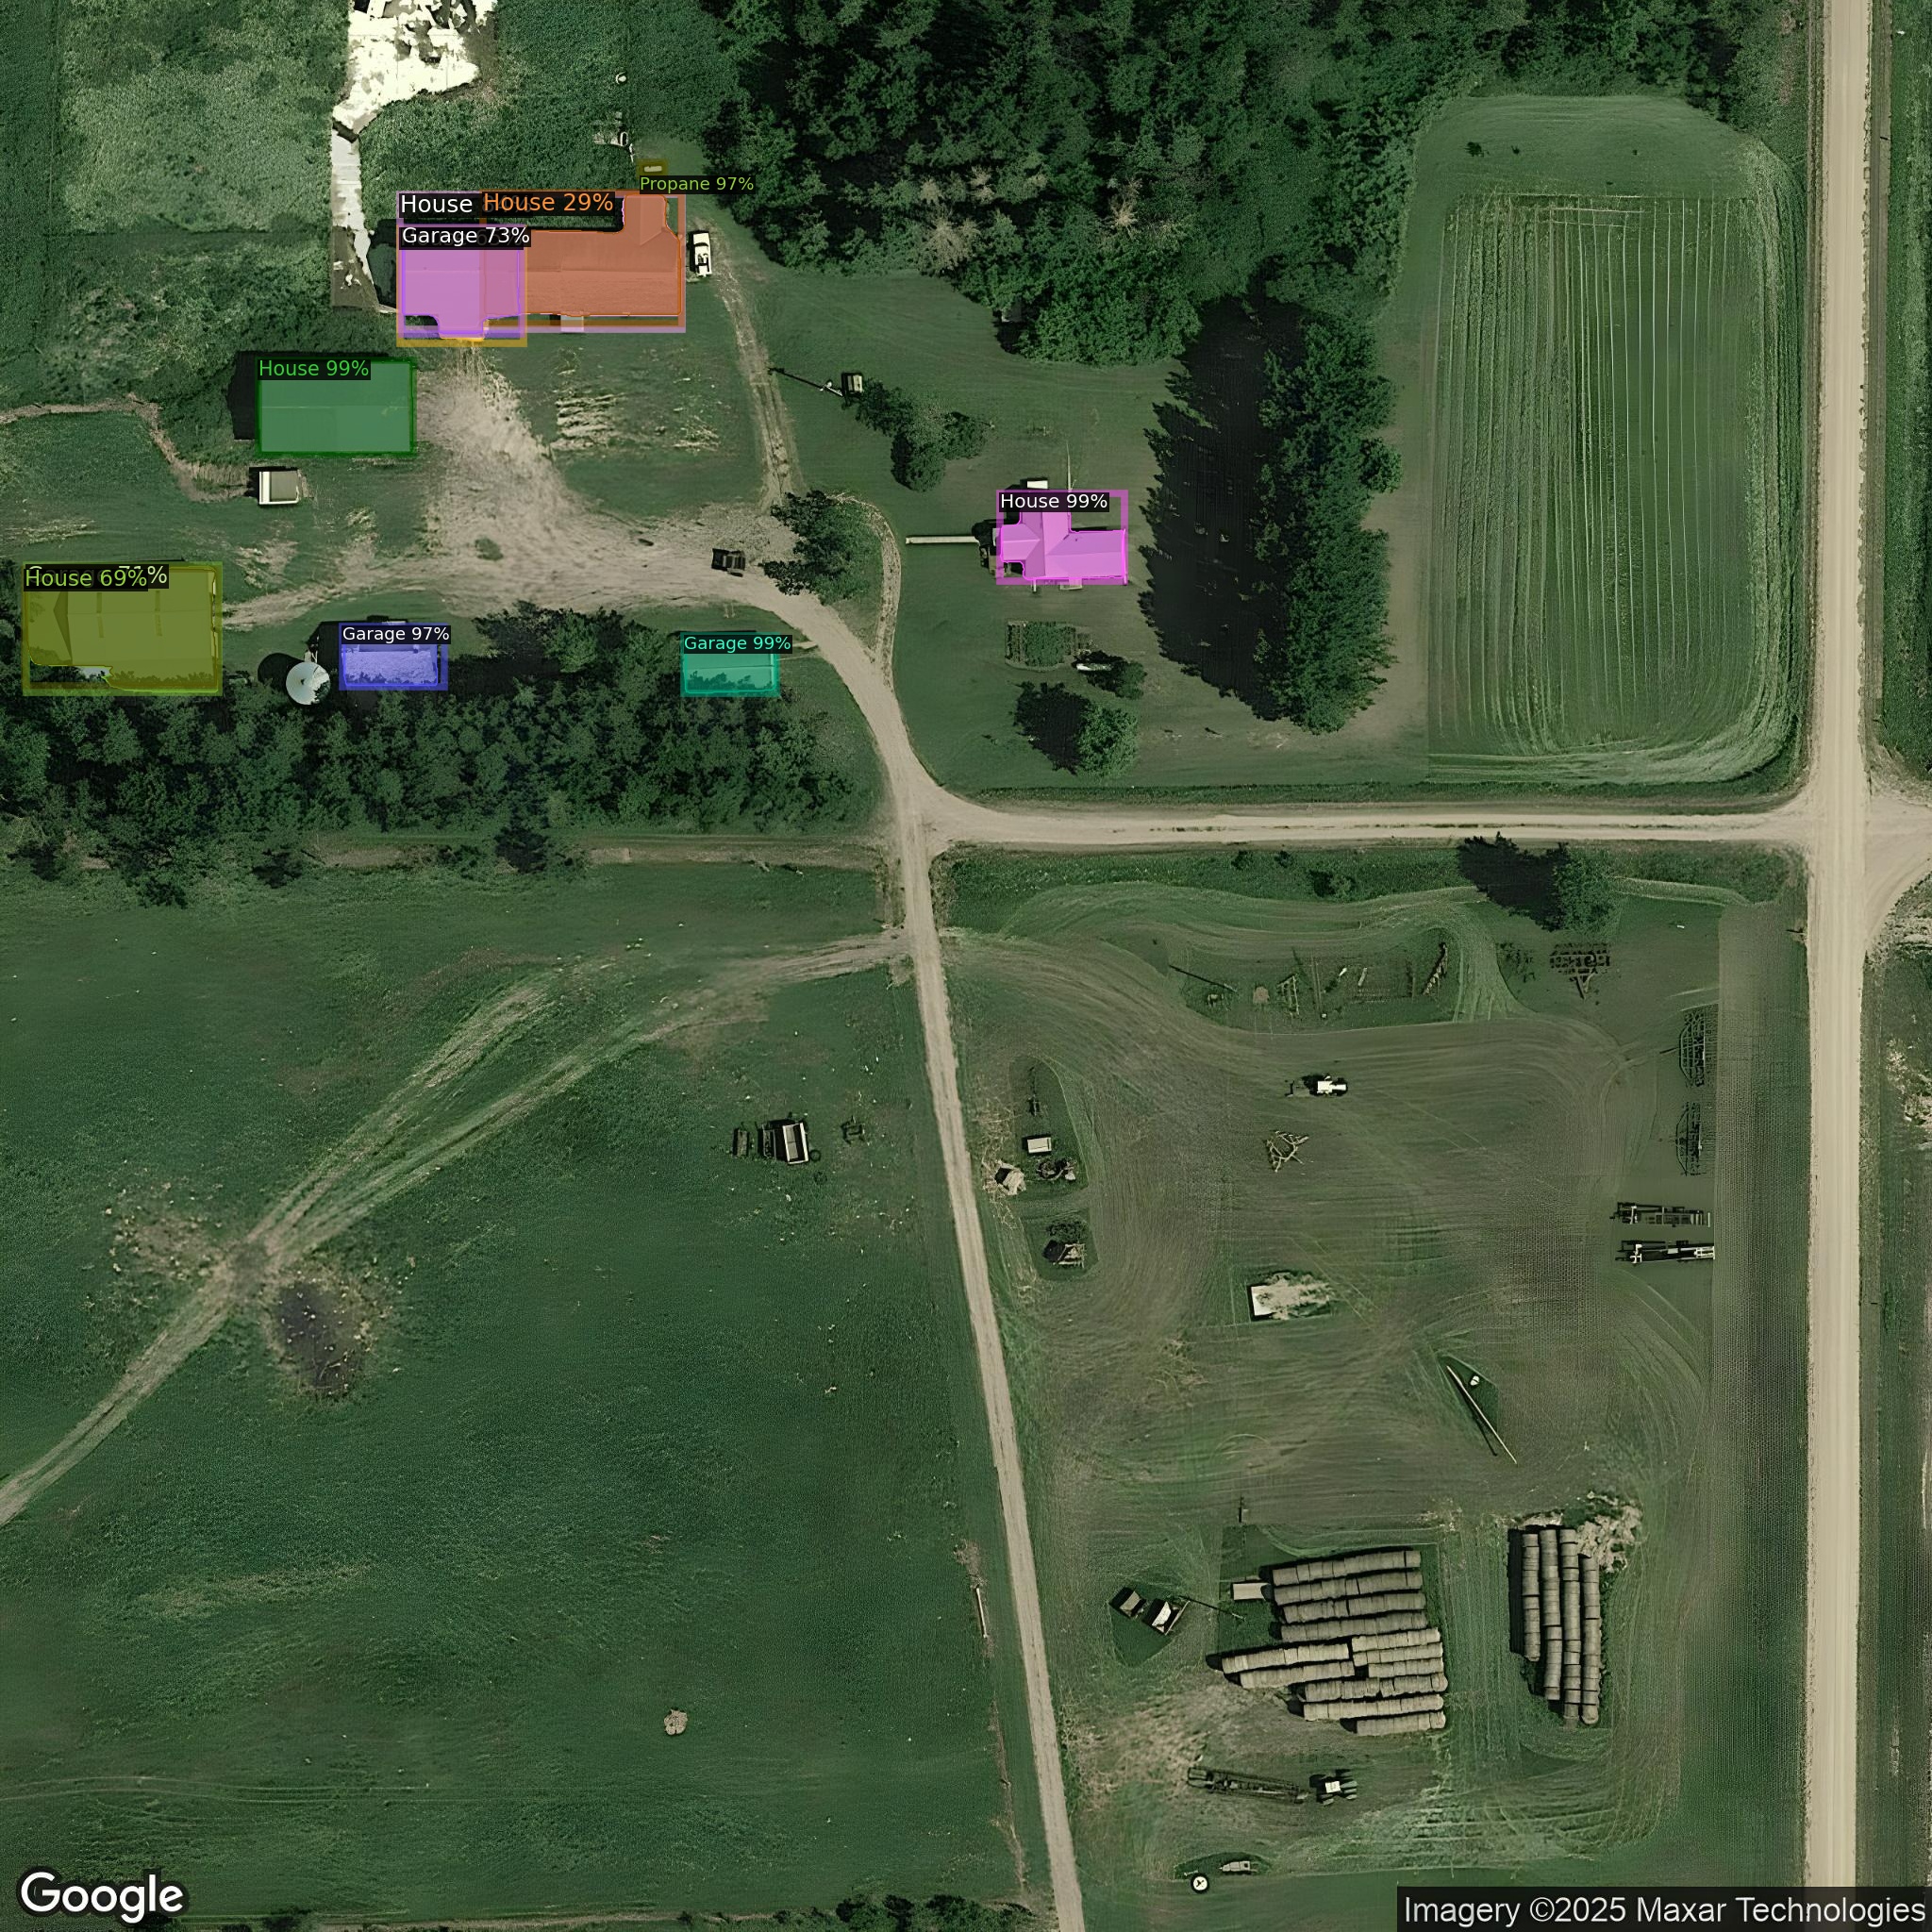 Propane 97%
House
House 29%
Garage 73%
House 99%
House 99%
House 69%
Garage 97%
Garage 99%
Google
Imagery ©2025 Maxar Technologies